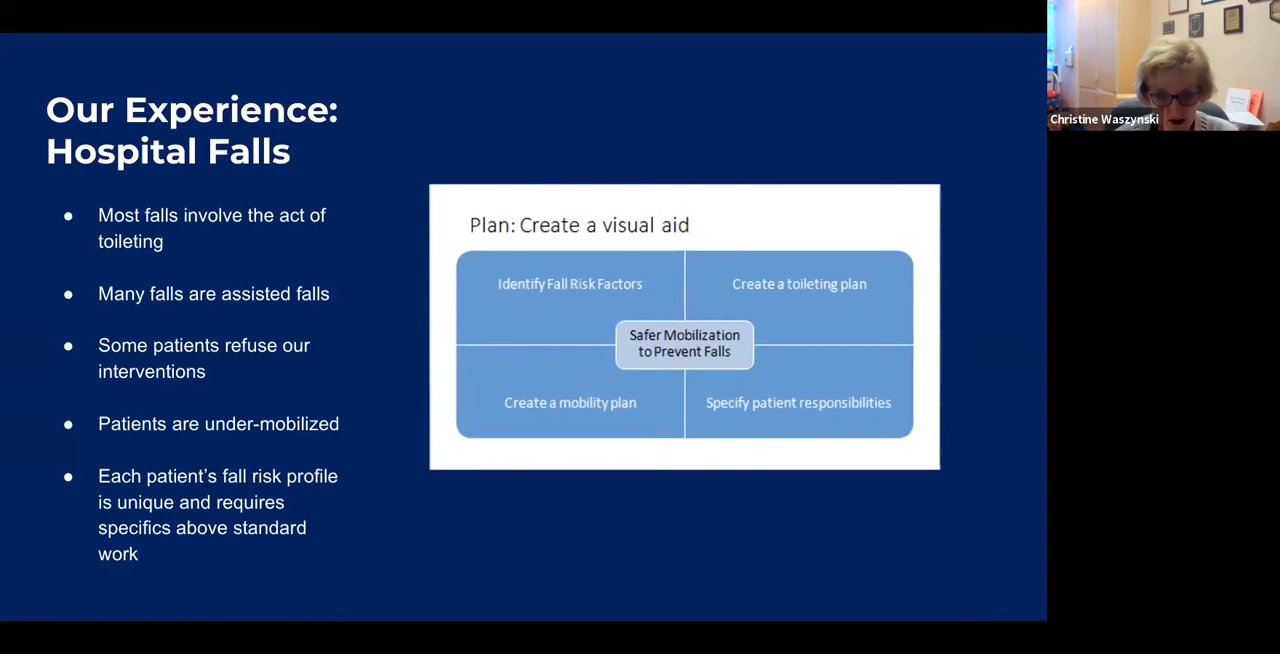 Our Experience:
Hospital Falls
● Most falls involve the act of
toileting
● Many falls are assisted falls
● Some patients refuse our
interventions
● Patients are under-mobilized
● Each patient’s fall risk profile
is unique and requires
specifics above standard
work
Plan: Create a visual aid
Identify Fall Risk Factors
Create a toileting plan
Safer Mobilization
to Prevent Falls
Create a mobility plan
Specify patient responsibilities
Christine Waszynski